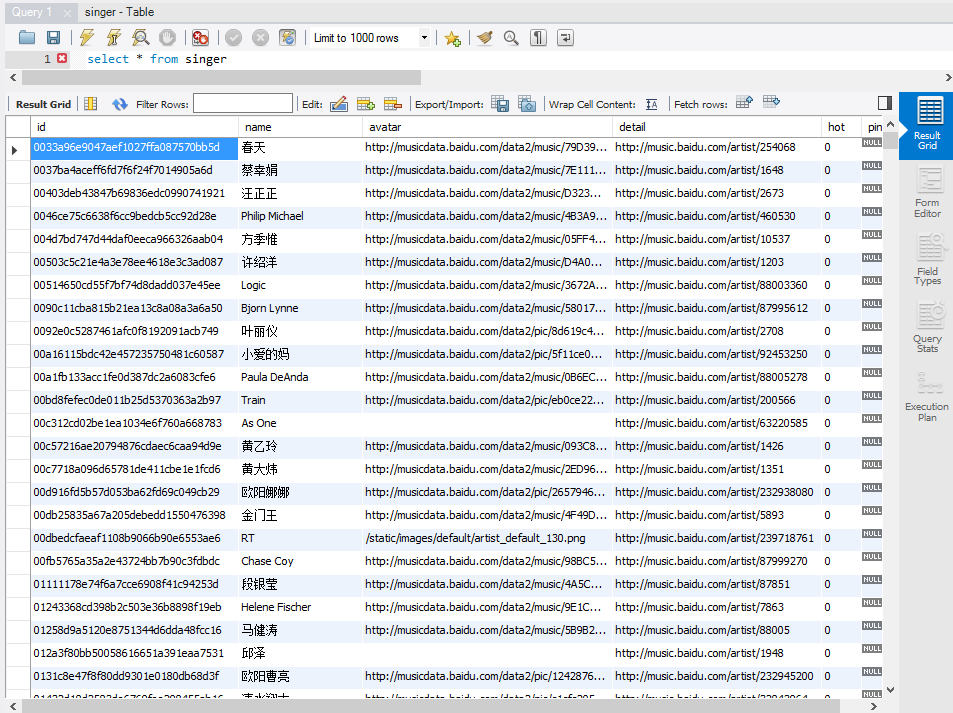 Query 1 singer - Table
Limit to 1000 rows
1 select * from singer
Result Grid Filter Rows: Edit: Export/Import: Wrap Cell Content: Fetch rows:
id name avatar detail hot pin
0033a96e9047aef1027ffa087570bb5d 春天 http://musicdata.baidu.com/data2/music/79D39... http://music.baidu.com/artist/254068 0 NULL
0037ba4aceff6fd7f6f24f7014905a6d 蔡幸娟 http://musicdata.baidu.com/data2/music/7E111... http://music.baidu.com/artist/1648 0 NULL
00403deb43847b69836edc0990741921 汪正正 http://musicdata.baidu.com/data2/music/D323... http://music.baidu.com/artist/2673 0 NULL
0046ce75c6638f6cc9bedcb5cc92d28e Philip Michael http://musicdata.baidu.com/data2/music/4B3A9... http://music.baidu.com/artist/460530 0 NULL
004d7bd747d44daf0eeca966326aab04 方季惟 http://musicdata.baidu.com/data2/music/05FF4... http://music.baidu.com/artist/10537 0 NULL
00503c5c21e4a3e78ee4618e3c3ad087 许绍洋 http://musicdata.baidu.com/data2/music/D4A0... http://music.baidu.com/artist/1203 0 NULL
00514650cd55f7bf74d8dadd037e45ee Logic http://musicdata.baidu.com/data2/music/3672A... http://music.baidu.com/artist/88003360 0 NULL
0090c11cba815b21ea13c8a08a3a6a50 Bjorn Lynne http://musicdata.baidu.com/data2/music/58017... http://music.baidu.com/artist/87995612 0 NULL
0092e0c5287461afc0f8192091acb749 叶丽仪 http://musicdata.baidu.com/data2/pic/8d619c4... http://music.baidu.com/artist/2708 0 NULL
00a16115bdc42e457235750481c60587 小爱的妈 http://musicdata.baidu.com/data2/pic/5f11ce0... http://music.baidu.com/artist/92453250 0 NULL
00a1fb133acc1fe0d387dc2a6083cfe6 Paula DeAnda http://musicdata.baidu.com/data2/music/0B6EC... http://music.baidu.com/artist/88005278 0 NULL
00bd8fefec0de011b25d5370363a2b97 Train http://musicdata.baidu.com/data2/pic/eb0ce22... http://music.baidu.com/artist/200566 0 NULL
00c312cd02be1ea1034e6f760a668783 As One http://music.baidu.com/artist/63220585 0 NULL
00c57216ae20794876cdaec6caa94d9e 黄乙玲 http://musicdata.baidu.com/data2/music/093C8... http://music.baidu.com/artist/1426 0 NULL
00c7718a096d65781de411cbe1e1fcd6 黄大炜 http://musicdata.baidu.com/data2/music/2ED96... http://music.baidu.com/artist/1351 0 NULL
00d916fd5b57d053ba62fd69c049cb29 欧阳娜娜 http://musicdata.baidu.com/data2/pic/2657946... http://music.baidu.com/artist/232938080 0 NULL
00db25835a67a205debedd1550476398 金门王 http://musicdata.baidu.com/data2/music/4F49D... http://music.baidu.com/artist/5893 0 NULL
00dbedcfaeaf1108b9066b90e6553ae6 RT /static/images/default/artist_default_130.png http://music.baidu.com/artist/239718761 0 NULL
00fb5765a35a2e43724bb7b90c3fdbdc Chase Coy http://musicdata.baidu.com/data2/music/98BC5... http://music.baidu.com/artist/87999270 0 NULL
01111178e74f6a7cce6908f41c94253d 段银莹 http://musicdata.baidu.com/data2/music/4A5C... http://music.baidu.com/artist/87851 0 NULL
01243368cd398b2c503e36b8898f19eb Helene Fischer http://musicdata.baidu.com/data2/music/9E1C... http://music.baidu.com/artist/7863 0 NULL
01258d9a5120e8751344d6dda48fcc16 马健涛 http://musicdata.baidu.com/data2/music/5B9B2... http://music.baidu.com/artist/88005 0 NULL
012a3f80bb50058616651a391eaa7531 邱泽 http://music.baidu.com/artist/1948 0 NULL
0131c8e47f8f80dd9301e0180db68d3f 欧阳曹亮 http://musicdata.baidu.com/data2/pic/1242876... http://music.baidu.com/artist/232945200 0 NULL
NULL
Result Grid
Form Editor
Field Types
Query Stats
Execution Plan